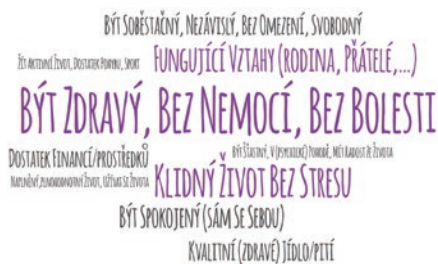 Být Soběstačný, Nezávislý, Bez Omezení, Svobodný
Žít Aktivní Život, Dostatek Pohybu, Sport
Fungující Vztahy (Rodina, Přátelé,...)
Být Zdravý, Bez Nemocí, Bez Bolesti
Dostatek Financí/prostředků
Být Šťastný, V (psychické) Pohodě, Mít Radost Ze Života
Naplněný, plnohodnotný Život, Užívat Si Života
Klidný Život Bez Stresu
Být Spokojený (sám Se Sebou)
Kvalitní (zdravé) Jídlo/pití